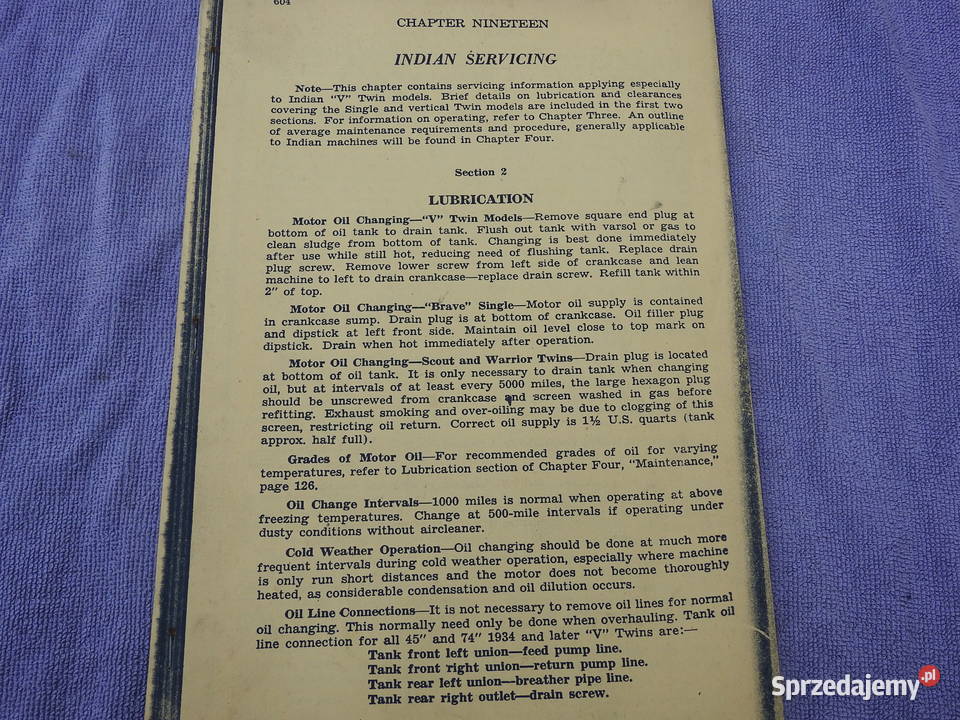 604
CHAPTER NINETEEN
INDIAN SERVICING
Note—This chapter contains servicing information applying especially
to Indian "V" Twin models. Brief details on lubrication and clearances
covering the Single and vertical Twin models are included in the first two
sections. For information on operating, refer to Chapter Three. An outline
of average maintenance requirements and procedure, generally applicable
to Indian machines will be found in Chapter Four.
Section 2
LUBRICATION
Motor Oil Changing—"V" Twin Models—Remove square end plug at
bottom of oil tank to drain tank. Flush out tank with varsol or gas to
clean sludge from bottom of tank. Changing is best done immediately
after use while still hot, reducing need of flushing tank. Replace drain
plug screw. Remove lower screw from left side of crankcase and lean
machine to left to drain crankcase—replace drain screw. Refill tank within
2" of top.
Motor Oil Changing—"Brave" Single—Motor oil supply is contained
in crankcase sump. Drain plug is at bottom of crankcase. Oil filler plug
and dipstick at left front side. Maintain oil level close to top mark on
dipstick. Drain when hot immediately after operation.
Motor Oil Changing—Scout and Warrior Twins—Drain plug is located
at bottom of oil tank. It is only necessary to drain tank when changing
oil, but at intervals of at least every 5000 miles, the large hexagon plug
should be unscrewed from crankcase and screen washed in gas before
refitting. Exhaust smoking and over-oiling may be due to clogging of this
screen, restricting oil return. Correct oil supply is 1½ U.S. quarts (tank
approx. half full).
Grades of Motor Oil—For recommended grades of oil for varying
temperatures, refer to Lubrication section of Chapter Four, "Maintenance,"
page 126.
Oil Change Intervals—1000 miles is normal when operating at above
freezing temperatures. Change at 500-mile intervals if operating under
dusty conditions without aircleaner.
Cold Weather Operation—Oil changing should be done at much more
frequent intervals during cold weather operation, especially where machine
is only run short distances and the motor does not become thoroughly
heated, as considerable condensation and oil dilution occurs.
Oil Line Connections—It is not necessary to remove oil lines for normal
oil changing. This normally need only be done when overhauling. Tank oil
line connection for all 45" and 74" 1934 and later "V" Twins are:—
Tank front left union—feed pump line.
Tank front right union—return pump line.
Tank rear left union—breather pipe line.
Tank rear right outlet—drain screw.
Sprzedajemy.pl